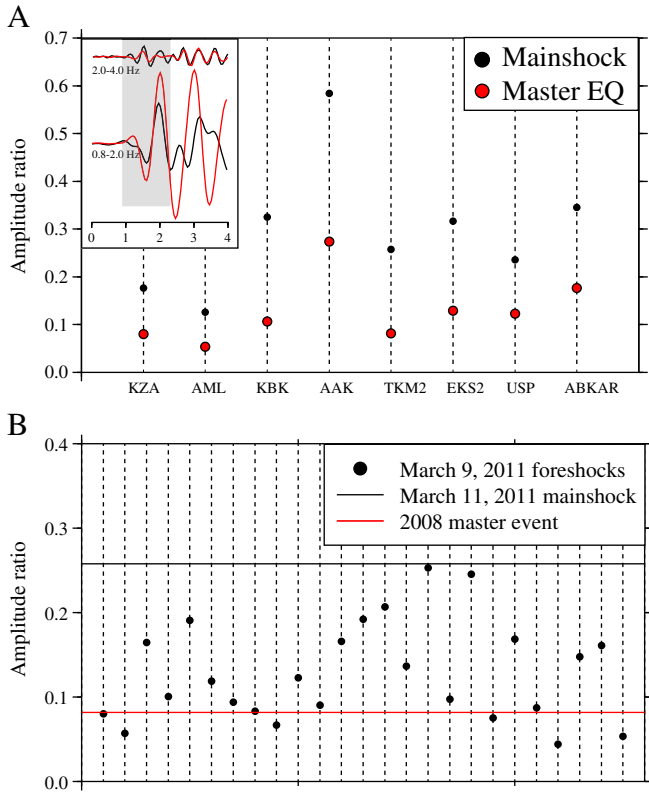 A
Amplitude ratio
0.7
0.6
0.5
0.4
0.3
0.2
0.1
0.0
2.0-4.0 Hz
0.8-2.0 Hz
0 1 2 3 4
Mainshock
Master EQ
KZA AML KBK AAK TKM2 EKS2 USP ABKAR
B
Amplitude ratio
0.4
0.3
0.2
0.1
0.0
March 9, 2011 foreshocks
March 11, 2011 mainshock
2008 master event